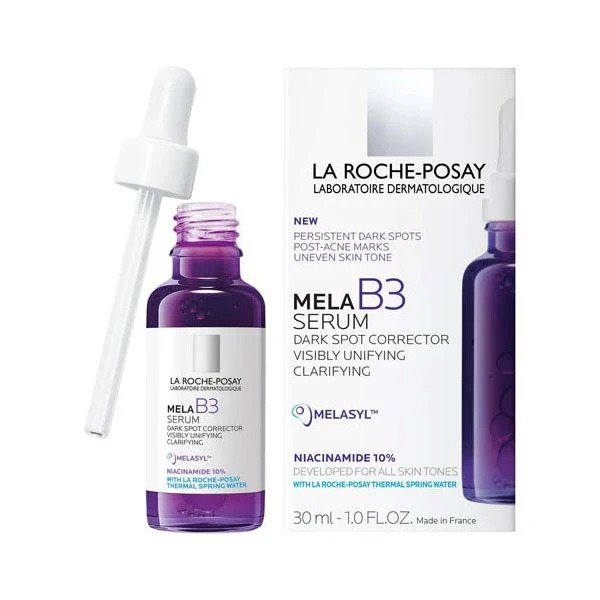 LA ROCHE-POSAY
LABORATOIRE DERMATOLOGIQUE
MELA B3
SERUM
DARK SPOT CORRECTOR
VISIBLY UNIFYING
CLARIFYING
MELASYL™
NIACINAMIDE 10%
WITH LA ROCHE-POSAY
THERMAL SPRING WATER
LA ROCHE-POSAY
LABORATOIRE DERMATOLOGIQUE
NEW
PERSISTENT DARK SPOTS
POST-ACNE MARKS
UNEVEN SKIN TONE
MELA B3
SERUM
DARK SPOT CORRECTOR
VISIBLY UNIFYING
CLARIFYING
MELASYL™
NIACINAMIDE 10%
DEVELOPED FOR ALL SKIN TONES
WITH LA ROCHE-POSAY THERMAL SPRING WATER
30 ml - 1.0 FL.OZ. Made in France